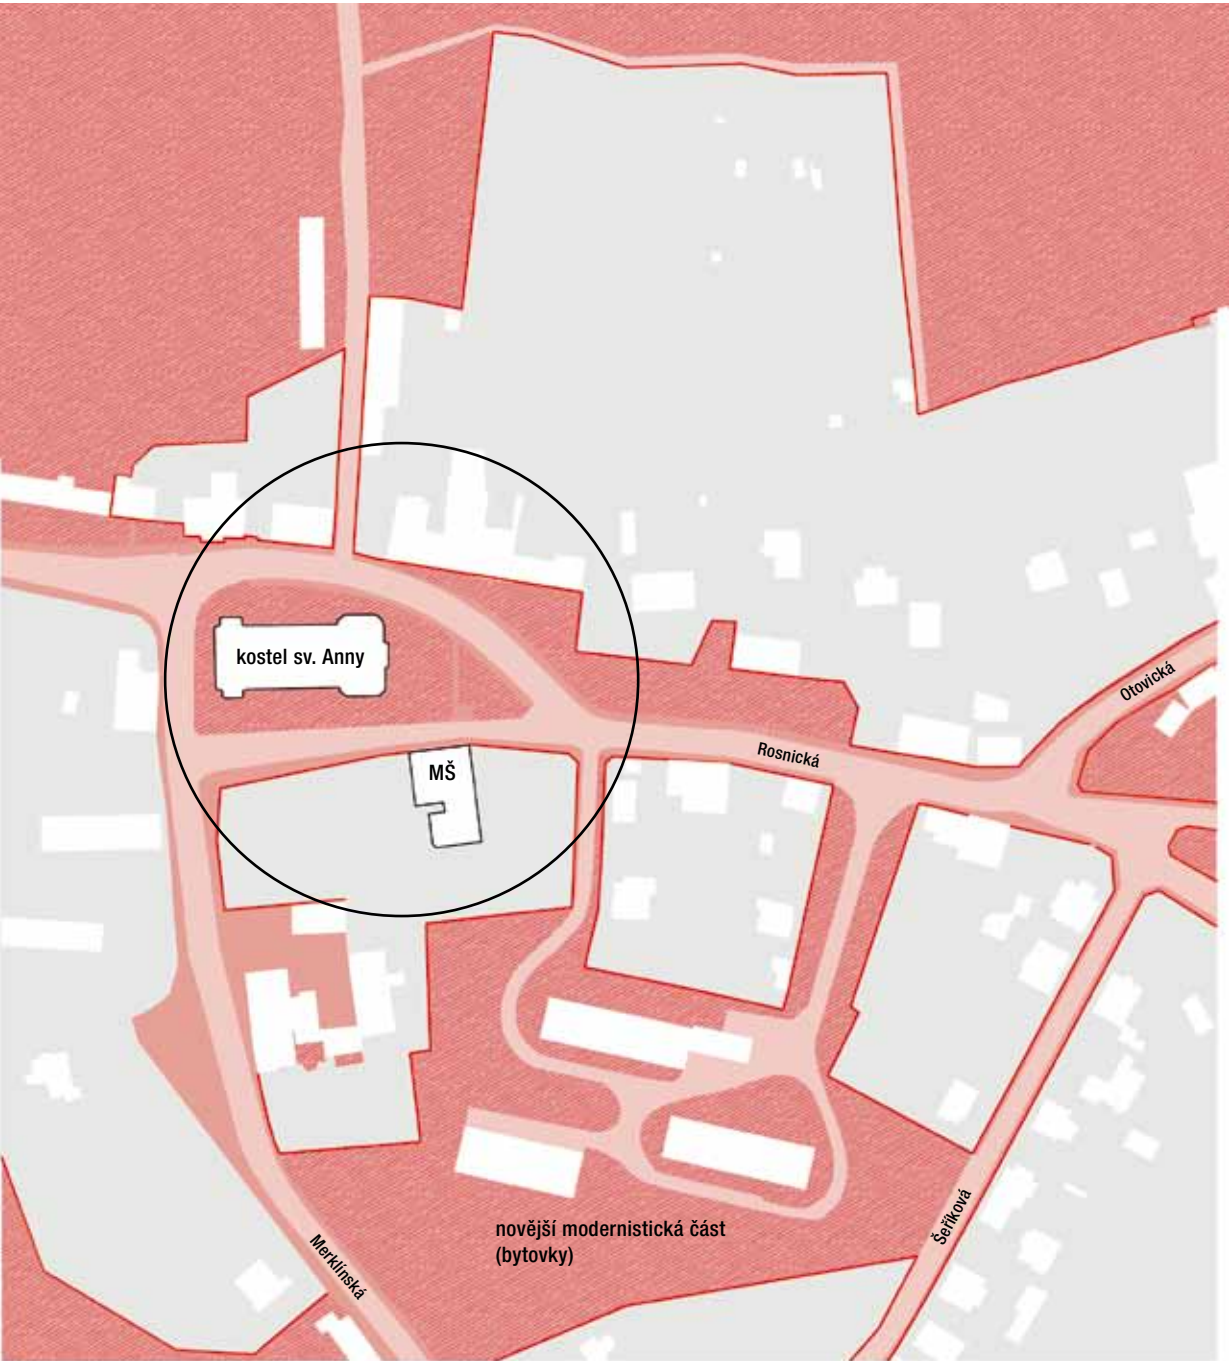 kostel sv. Anny
Otovická
Rosnická
MŠ
Šeříková
novější modernistická část
(bytovky)
Merklínská